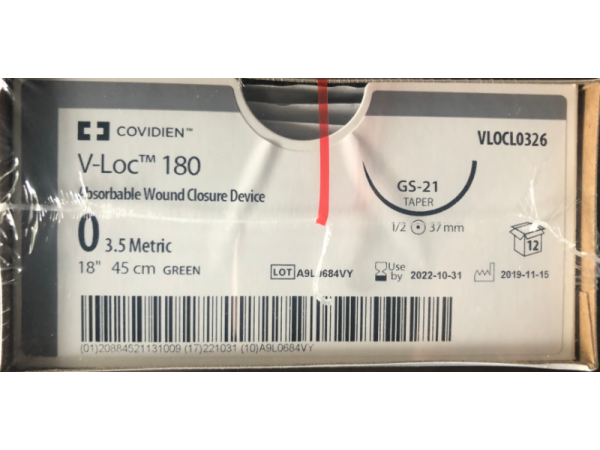 COVIDIEN™
VLOCL0326
V-Loc™ 180
Absorbable Wound Closure Device
GS-21
TAPER
1/2 37 mm
0 3.5 Metric
12
18" 45 cm GREEN
LOT A9L0684VY
Use by 2022-10-31
2019-11-15
(01)20884521131009 (17)221031 (10)A9L0684VY